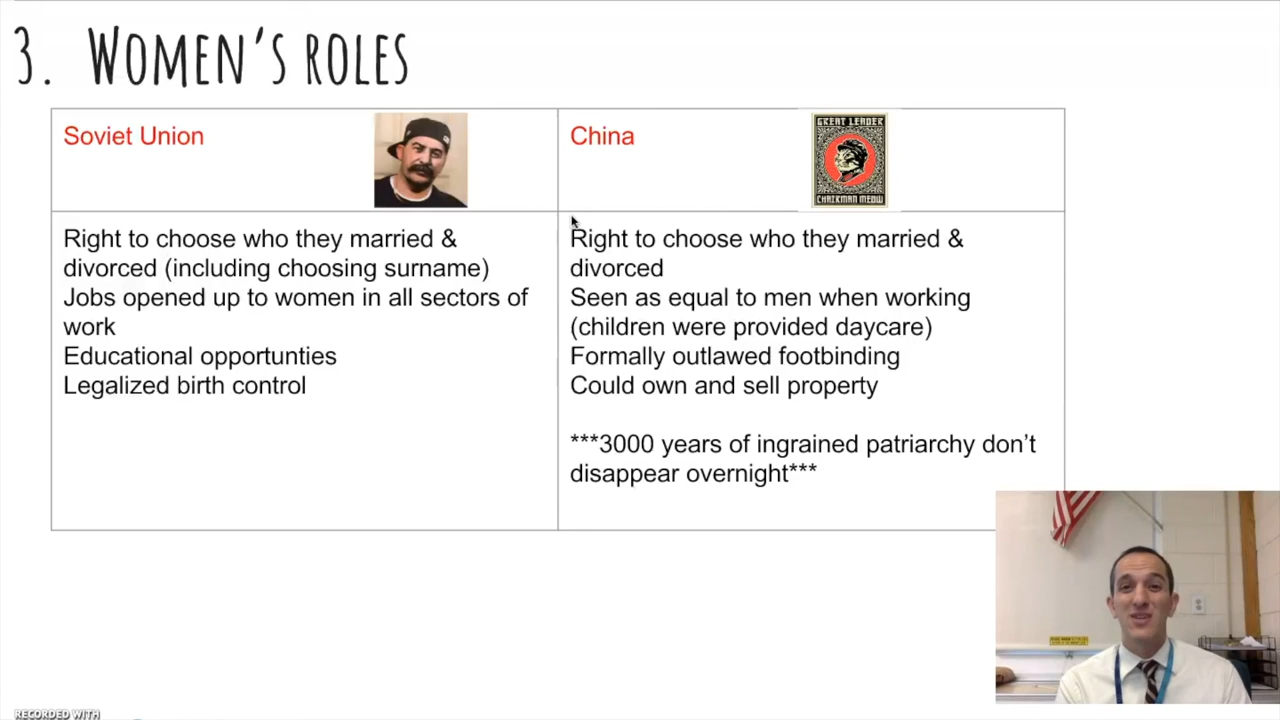 3. WOMEN'S ROLES
Soviet Union
China
GREAT LEADER
CHAIRMAN MEOW
Right to choose who they married &
divorced (including choosing surname)
Jobs opened up to women in all sectors of
work
Educational opportunties
Legalized birth control
Right to choose who they married &
divorced
Seen as equal to men when working
(children were provided daycare)
Formally outlawed footbinding
Could own and sell property
***3000 years of ingrained patriarchy don't
disappear overnight***
RECORDED WITH